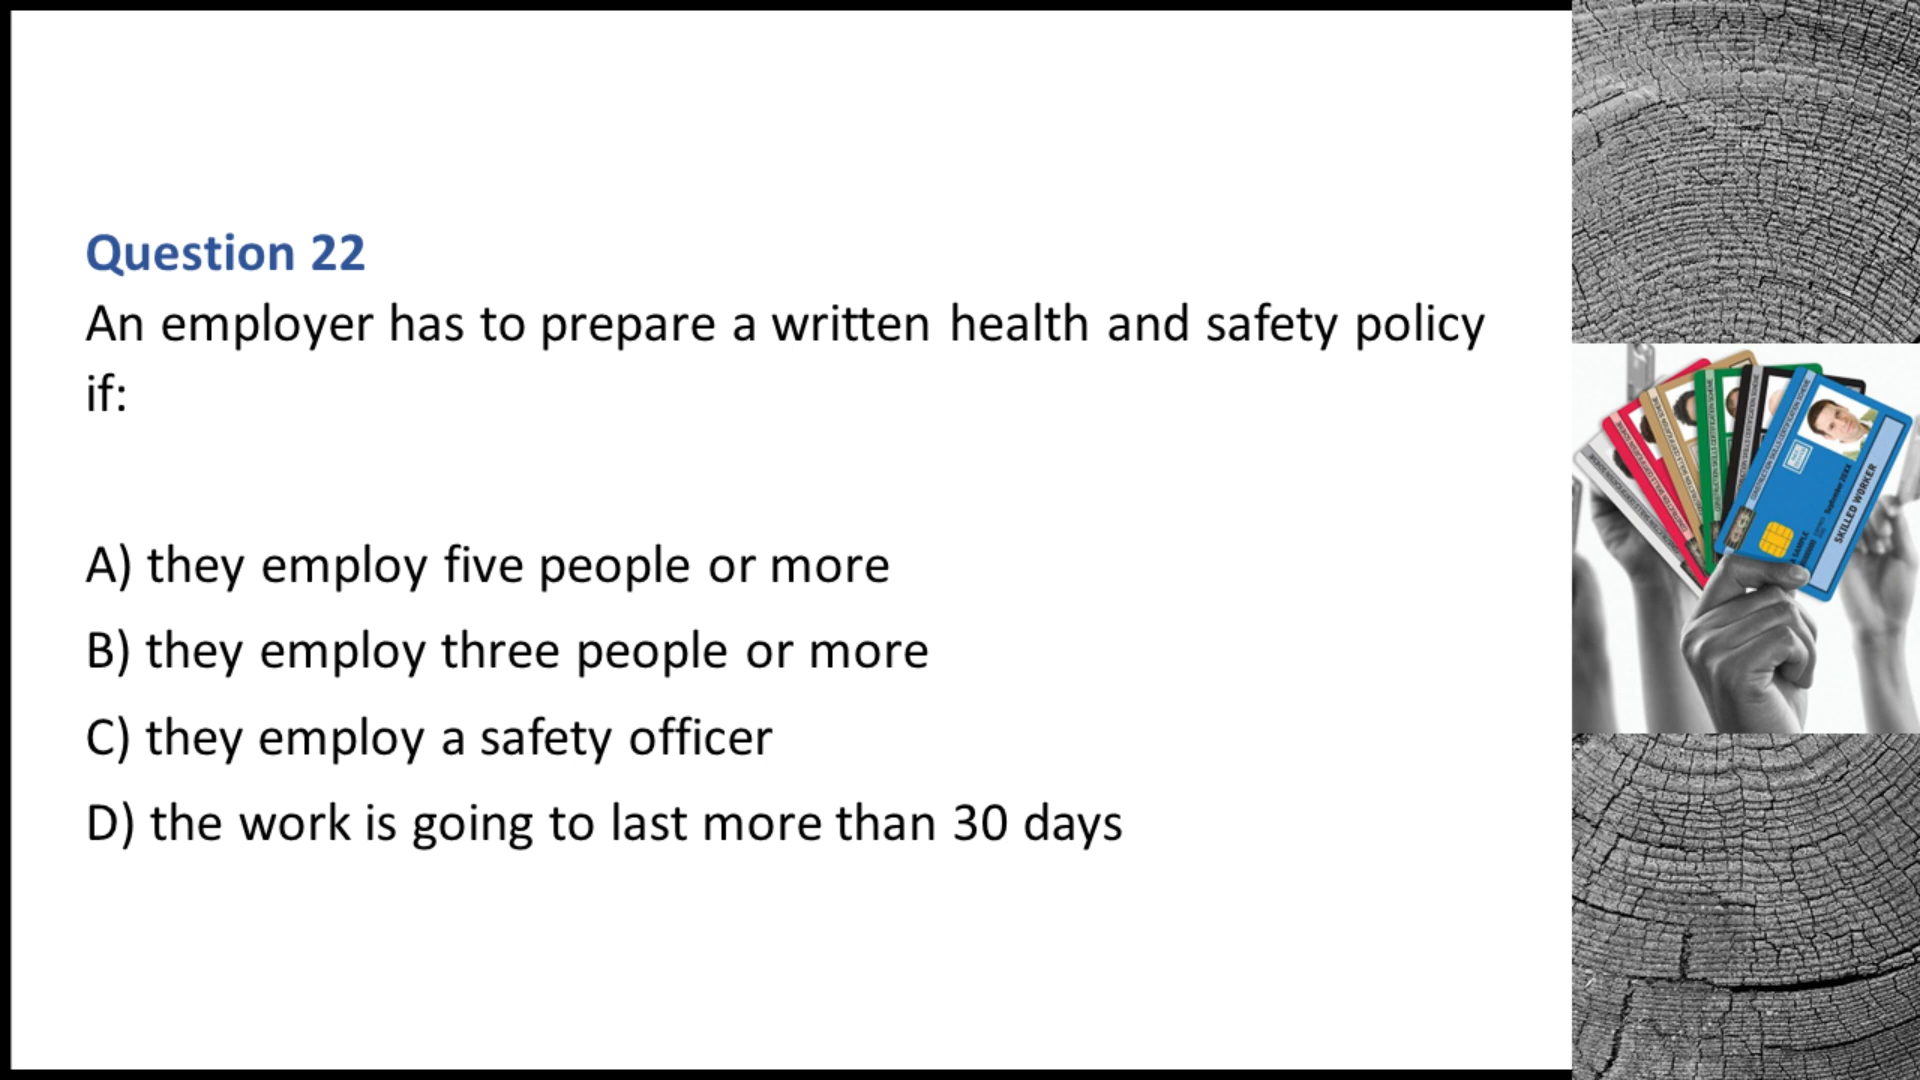 Question 22
An employer has to prepare a written health and safety policy
if:
A) they employ five people or more
B) they employ three people or more
C) they employ a safety officer
D) the work is going to last more than 30 days
SKILLED WORKER